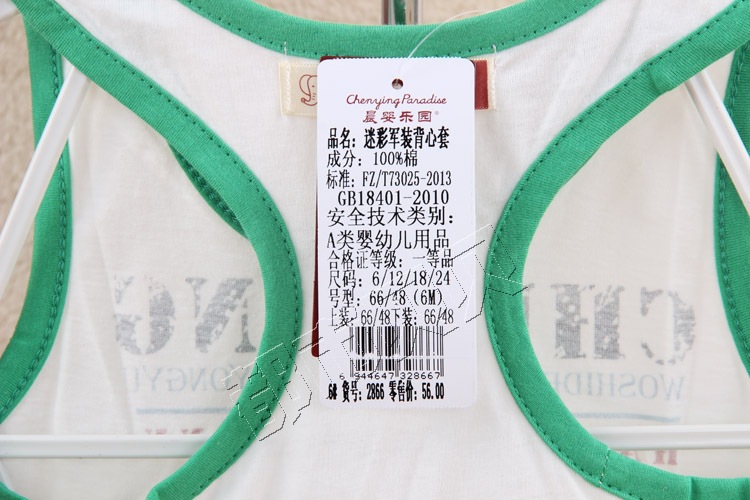 Chenying Paradise
晨婴乐园®
品名：迷彩军装背心套
成分：100%棉
标准：FZ/T73025-2013
GB18401-2010
安全技术类别：
A类婴幼儿用品
合格证等级：一等品
尺码：6/12/18/24
号型：66/48（6M）
上装：66/48下装：66/48
6 944647 328667
6# 货号：2866 零售价：56.00